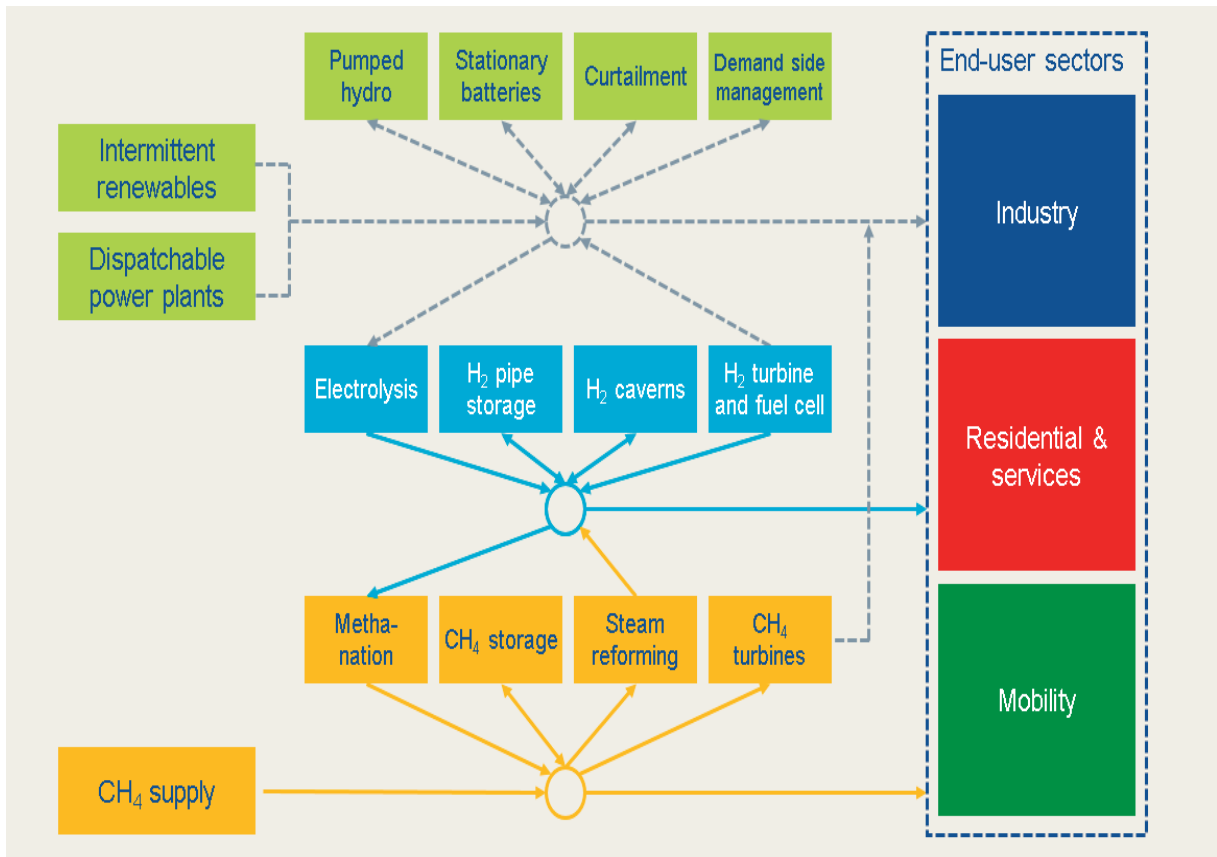 Pumped
hydro
Stationary
batteries
Curtailment
Demand side
management
End-user sectors
Intermittent
renewables
Dispatchable
power plants
Industry
Electrolysis
H₂ pipe
storage
H₂ caverns
H₂ turbine
and fuel cell
Residential &
services
Metha-
nation
CH₄ storage
Steam
reforming
CH₄
turbines
Mobility
CH₄ supply